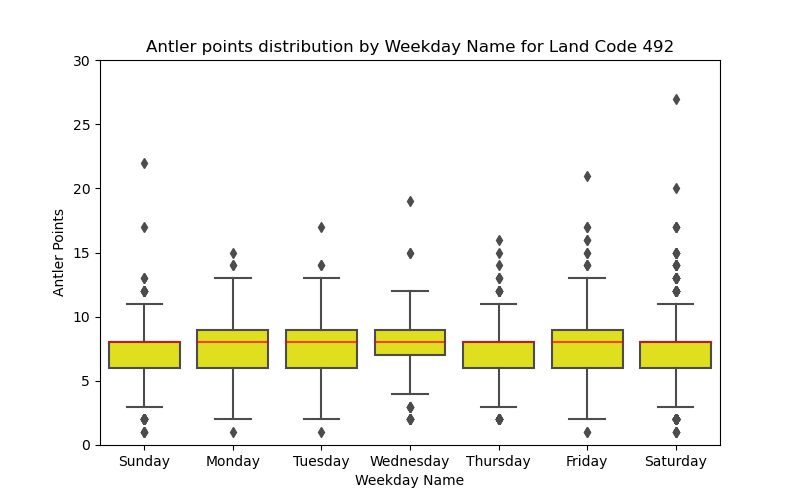 Antler points distribution by Weekday Name for Land Code 492
30
25
20
15
10
5
0
Antler Points
Sunday Monday Tuesday Wednesday Thursday Friday Saturday
Weekday Name